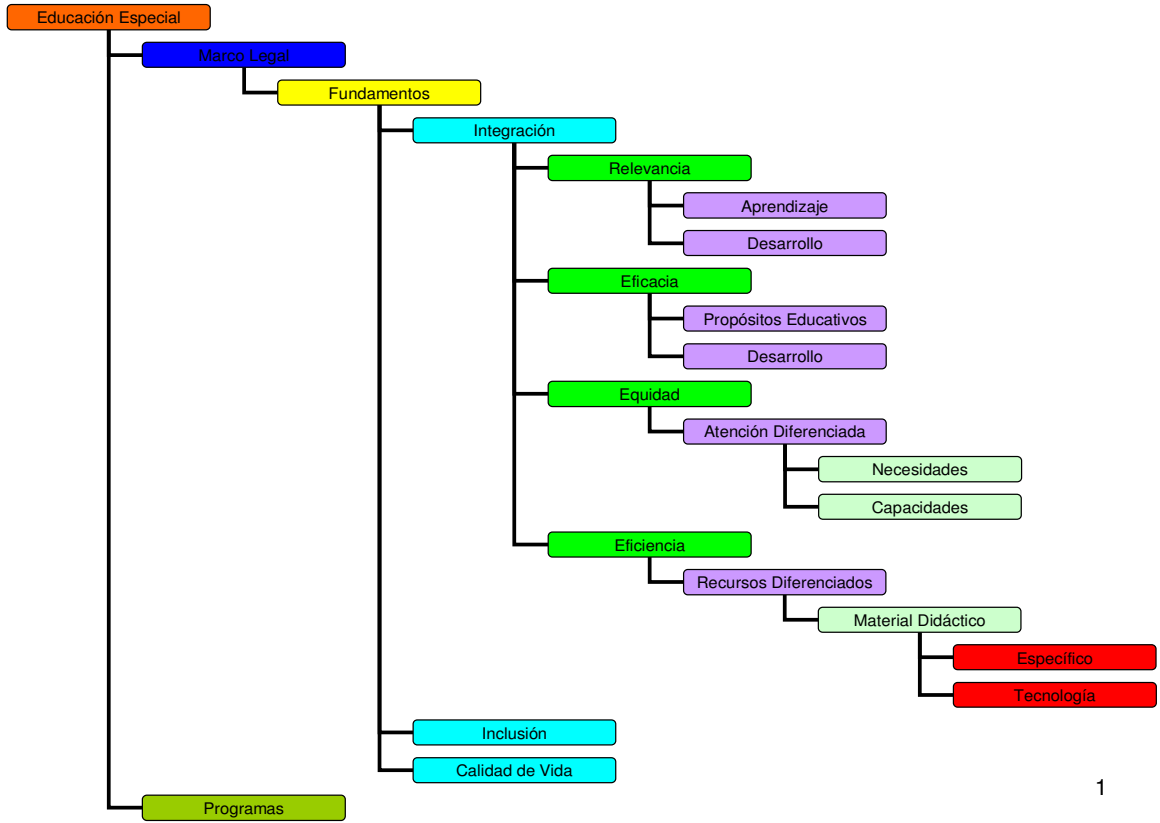 Educación Especial
Marco Legal
Fundamentos
Integración
Relevancia
Aprendizaje
Desarrollo
Eficacia
Propósitos Educativos
Desarrollo
Equidad
Atención Diferenciada
Necesidades
Capacidades
Eficiencia
Recursos Diferenciados
Material Didáctico
Específico
Tecnología
Inclusión
Calidad de Vida
Programas
1